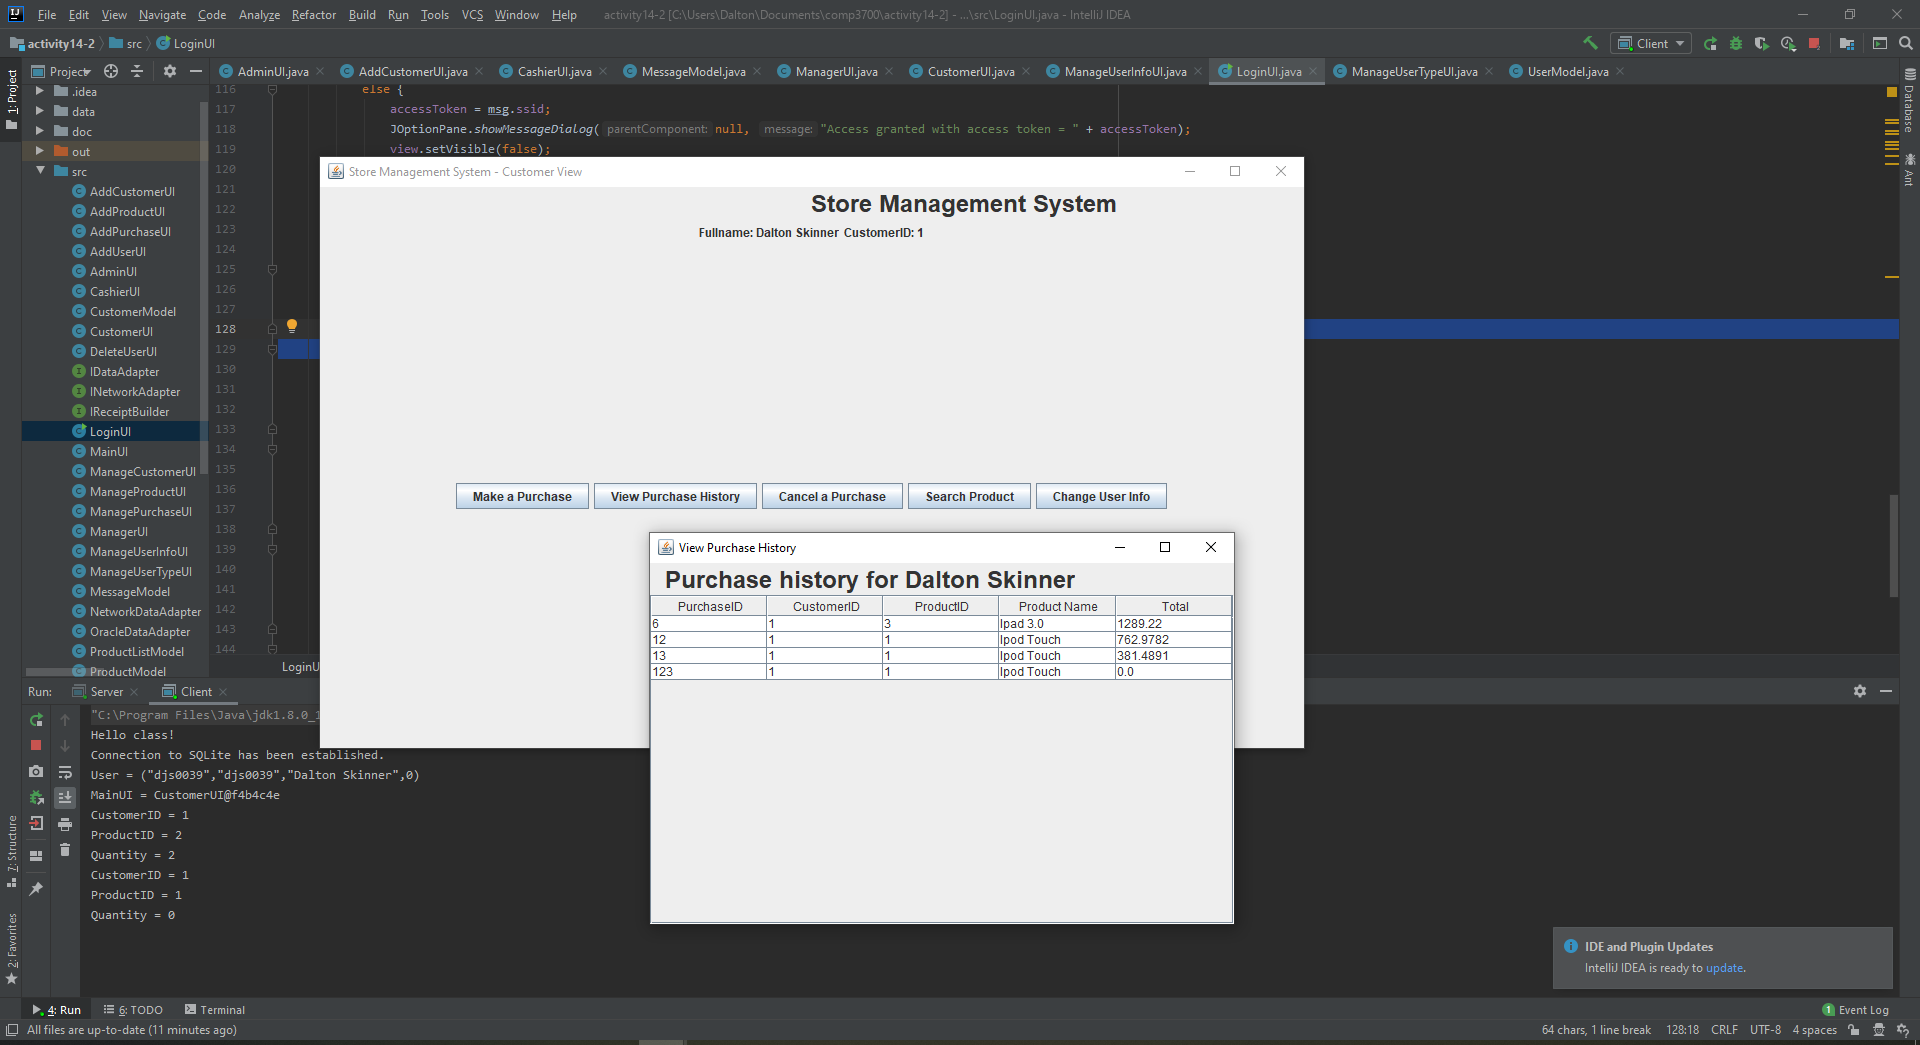 File Edit View Navigate Code Analyze Refactor Build Run Tools VCS Window Help activity14-2 [C:\Users\Dalton\Documents\comp3700\activity14-2] - ...\src\LoginUI.java - IntelliJ IDEA
activity14-2 src LoginUI
Client
Project
AdminUI.java AddCustomerUI.java CashierUI.java MessageModel.java ManagerUI.java CustomerUI.java ManageUserInfoUI.java LoginUI.java ManageUserTypeUI.java UserModel.java
1: Project
7: Structure
2: Favorites
Database
Ant
.idea
data
doc
out
src
AddCustomerUI
AddProductUI
AddPurchaseUI
AddUserUI
AdminUI
CashierUI
CustomerModel
CustomerUI
DeleteUserUI
IDataAdapter
INetworkAdapter
IReceiptBuilder
LoginUI
MainUI
ManageCustomerUI
ManageProductUI
ManagePurchaseUI
ManagerUI
ManageUserInfoUI
ManageUserTypeUI
MessageModel
NetworkDataAdapter
OracleDataAdapter
ProductListModel
ProductModel
116 else {
117 accessToken = msg.ssid;
118 JOptionPane.showMessageDialog( parentComponent: null, message: "Access granted with access token = " + accessToken);
119 view.setVisible(false);
120
121
122
123
124
125
126
127
128
129
130
131
132
133
134
135
136
137
138
139
140
141
142
143
144
LoginU
Store Management System - Customer View
Store Management System
Fullname: Dalton Skinner CustomerID: 1
Make a Purchase View Purchase History Cancel a Purchase Search Product Change User Info
View Purchase History
Purchase history for Dalton Skinner
PurchaseID CustomerID ProductID Product Name Total
6 1 3 Ipad 3.0 1289.22
12 1 1 Ipod Touch 762.9782
13 1 1 Ipod Touch 381.4891
123 1 1 Ipod Touch 0.0
Run: Server Client
"C:\Program Files\Java\jdk1.8.0_1
Hello class!
Connection to SQLite has been established.
User = ("djs0039","djs0039","Dalton Skinner",0)
MainUI = CustomerUI@f4b4c4e
CustomerID = 1
ProductID = 2
Quantity = 2
CustomerID = 1
ProductID = 1
Quantity = 0
IDE and Plugin Updates
IntelliJ IDEA is ready to update.
4: Run 6: TODO Terminal
1 Event Log
All files are up-to-date (11 minutes ago)
64 chars, 1 line break 128:18 CRLF UTF-8 4 spaces